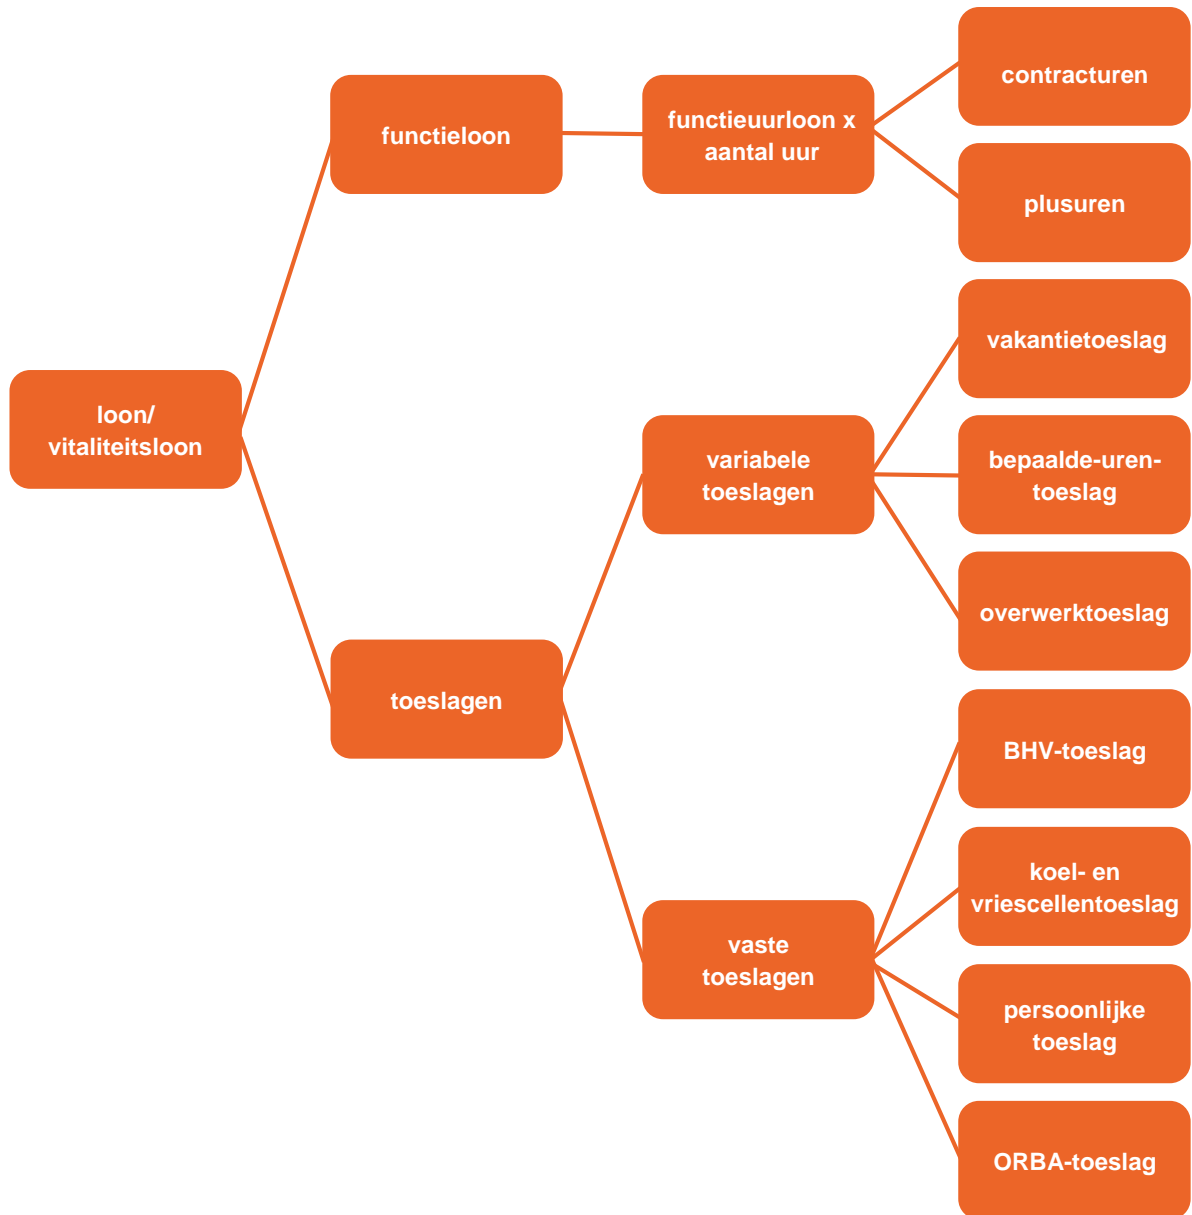 contracturen
functieloon
functieuurloon x
aantal uur
plusuren
vakantietoeslag
loon/
vitaliteitsloon
variabele
toeslagen
bepaalde-uren-
toeslag
overwerktoeslag
toeslagen
BHV-toeslag
koel- en
vriescellentoeslag
vaste
toeslagen
persoonlijke
toeslag
ORBA-toeslag